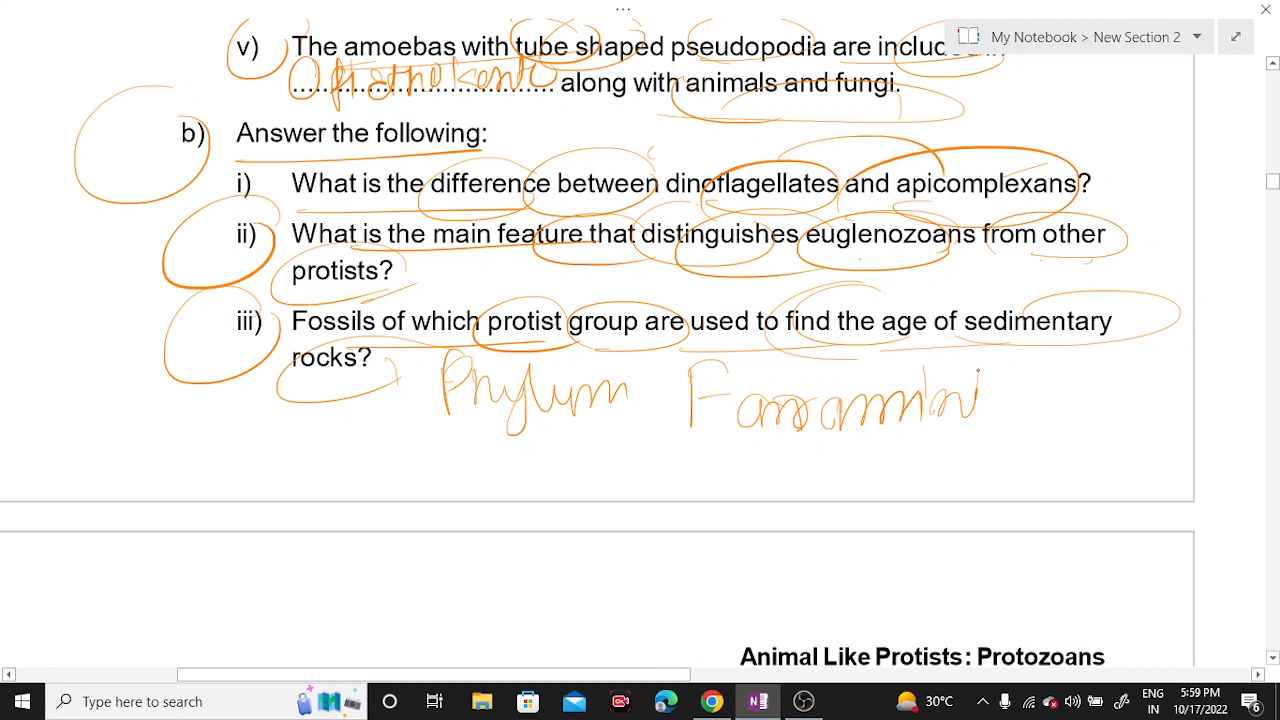 My Notebook > New Section 2
v) The amoebas with tube shaped pseudopodia are included in
.................................. along with animals and fungi.
b) Answer the following:
i) What is the difference between dinoflagellates and apicomplexans?
ii) What is the main feature that distinguishes euglenozoans from other
protists?
iii) Fossils of which protist group are used to find the age of sedimentary
rocks?
Phylum
Animal Like Protists: Protozoans
Type here to search
30°C
ENG
IN
5:59 PM
10/17/2022
6